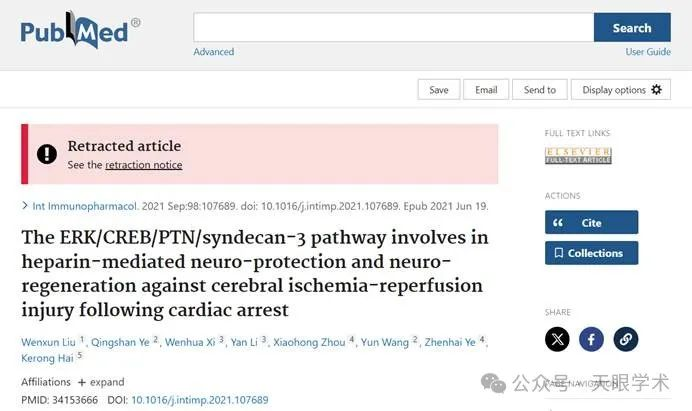 PubMed®
Search
Advanced
User Guide
Save
Email
Send to
Display options
Retracted article
See the retraction notice
Int Immunopharmacol. 2021 Sep:98:107689. doi: 10.1016/j.intimp.2021.107689. Epub 2021 Jun 19.
The ERK/CREB/PTN/syndecan-3 pathway involves in
heparin-mediated neuro-protection and neuro-
regeneration against cerebral ischemia-reperfusion
injury following cardiac arrest
Wenxun Liu 1, Qingshan Ye 2, Wenhua Xi 3, Yan Li 3, Xiaohong Zhou 4, Yun Wang 2, Zhenhai Ye 4,
Kerong Hai 5
Affiliations + expand
PMID: 34153666 DOI: 10.1016/j.intimp.2021.107689
FULL TEXT LINKS
ELSEVIER
FULL-TEXT ARTICLE
ACTIONS
Cite
Collections
SHARE
PAGE NAVIGATION
公众号 · 天眼学术